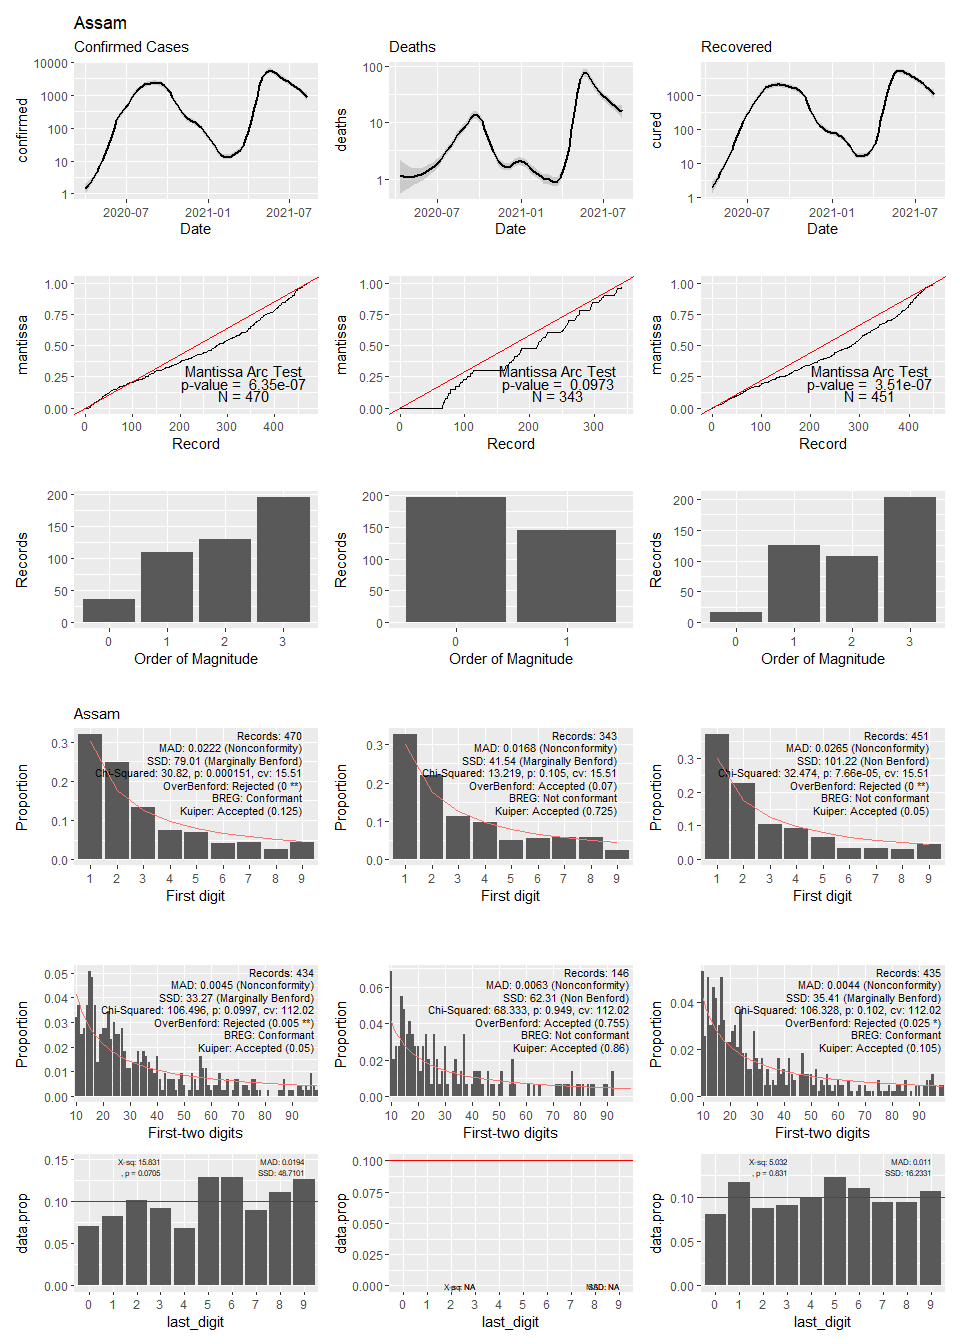 Assam
Confirmed Cases
Deaths
Recovered
confirmed
10000
1000
100
10
1
2020-07
2021-01
2021-07
Date
deaths
100
10
1
2020-07
2021-01
2021-07
Date
cured
1000
100
10
1
2020-07
2021-01
2021-07
Date
mantissa
1.00
0.75
0.50
0.25
0.00
Mantissa Arc Test
p-value = 6.35e-07
N = 470
0
100
200
300
400
Record
mantissa
1.00
0.75
0.50
0.25
0.00
Mantissa Arc Test
p-value = 0.0973
N = 343
0
100
200
300
Record
mantissa
1.00
0.75
0.50
0.25
0.00
Mantissa Arc Test
p-value = 3.51e-07
N = 451
0
100
200
300
400
Record
Records
200
150
100
50
0
0
1
2
3
Order of Magnitude
Records
200
150
100
50
0
0
1
Order of Magnitude
Records
200
150
100
50
0
0
1
2
3
Order of Magnitude
Assam
Proportion
0.3
0.2
0.1
0.0
Records: 470
MAD: 0.0222 (Nonconformity)
SSD: 79.01 (Marginally Benford)
Chi-Squared: 30.82, p: 0.000151, cv: 15.51
OverBenford: Rejected (0 **)
BREG: Conformant
Kuiper: Accepted (0.125)
1
2
3
4
5
6
7
8
9
First digit
Proportion
0.3
0.2
0.1
0.0
Records: 343
MAD: 0.0168 (Nonconformity)
SSD: 41.54 (Marginally Benford)
Chi-Squared: 13.219, p: 0.105, cv: 15.51
OverBenford: Accepted (0.07)
BREG: Not conformant
Kuiper: Accepted (0.725)
1
2
3
4
5
6
7
8
9
First digit
Proportion
0.3
0.2
0.1
0.0
Records: 451
MAD: 0.0265 (Nonconformity)
SSD: 101.22 (Non Benford)
Chi-Squared: 32.474, p: 7.66e-05, cv: 15.51
OverBenford: Rejected (0 **)
BREG: Not conformant
Kuiper: Accepted (0.05)
1
2
3
4
5
6
7
8
9
First digit
Proportion
0.05
0.04
0.03
0.02
0.01
0.00
Records: 434
MAD: 0.0045 (Nonconformity)
SSD: 33.27 (Marginally Benford)
Chi-Squared: 106.496, p: 0.0997, cv: 112.02
OverBenford: Rejected (0.005 **)
BREG: Conformant
Kuiper: Accepted (0.05)
10
20
30
40
50
60
70
80
90
First-two digits
Proportion
0.06
0.04
0.02
0.00
Records: 146
MAD: 0.0063 (Nonconformity)
SSD: 62.31 (Non Benford)
Chi-Squared: 68.333, p: 0.949, cv: 112.02
OverBenford: Accepted (0.755)
BREG: Not conformant
Kuiper: Accepted (0.86)
10
20
30
40
50
60
70
80
90
First-two digits
Proportion
0.04
0.02
0.00
Records: 435
MAD: 0.0044 (Nonconformity)
SSD: 35.41 (Marginally Benford)
Chi-Squared: 106.328, p: 0.102, cv: 112.02
OverBenford: Rejected (0.025 *)
BREG: Conformant
Kuiper: Accepted (0.105)
10
20
30
40
50
60
70
80
90
First-two digits
data.prop
0.15
0.10
0.05
0.00
X-sq: 15.831
, p = 0.0705
MAD: 0.0194
SSD: 48.7101
0
1
2
3
4
5
6
7
8
9
last_digit
data.prop
0.100
0.075
0.050
0.025
0.000
X-sq: NA
SSD: NA
0
1
2
3
4
5
6
7
8
9
last_digit
data.prop
0.10
0.05
0.00
X-sq: 5.032
, p = 0.831
MAD: 0.011
SSD: 16.2331
0
1
2
3
4
5
6
7
8
9
last_digit